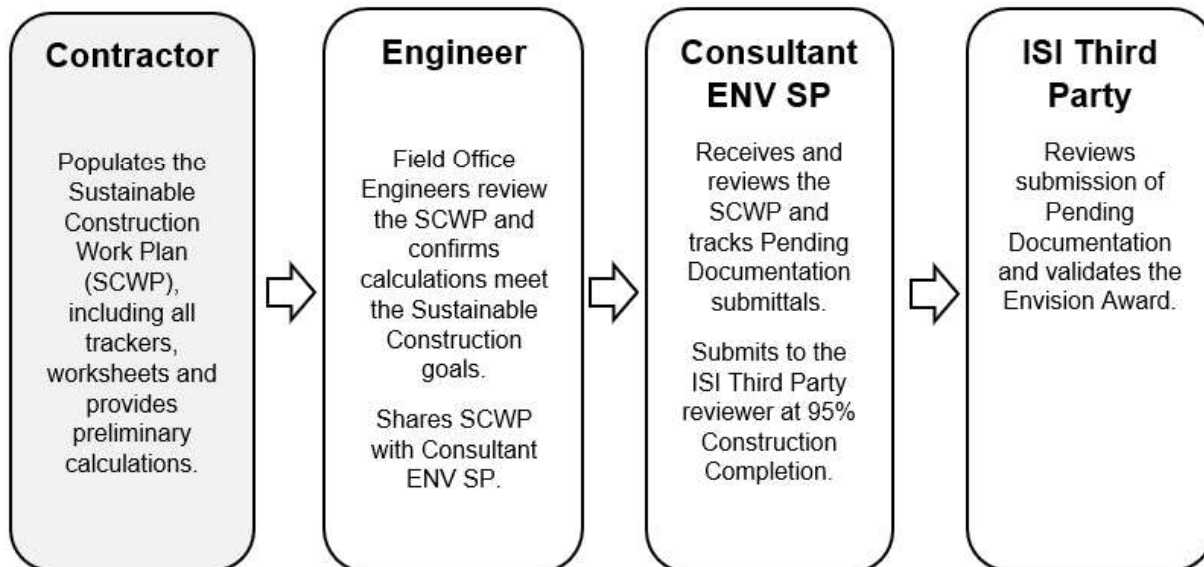 Contractor
Populates the
Sustainable
Construction
Work Plan
(SCWP),
including all
trackers,
worksheets and
provides
preliminary
calculations.
Engineer
Field Office
Engineers review
the SCWP and
confirms
calculations meet
the Sustainable
Construction
goals.
Shares SCWP
with Consultant
ENV SP.
Consultant
ENV SP
Receives and
reviews the
SCWP and
tracks Pending
Documentation
submittals.
Submits to the
ISI Third Party
reviewer at 95%
Construction
Completion.
ISI Third
Party
Reviews
submission of
Pending
Documentation
and validates the
Envision Award.